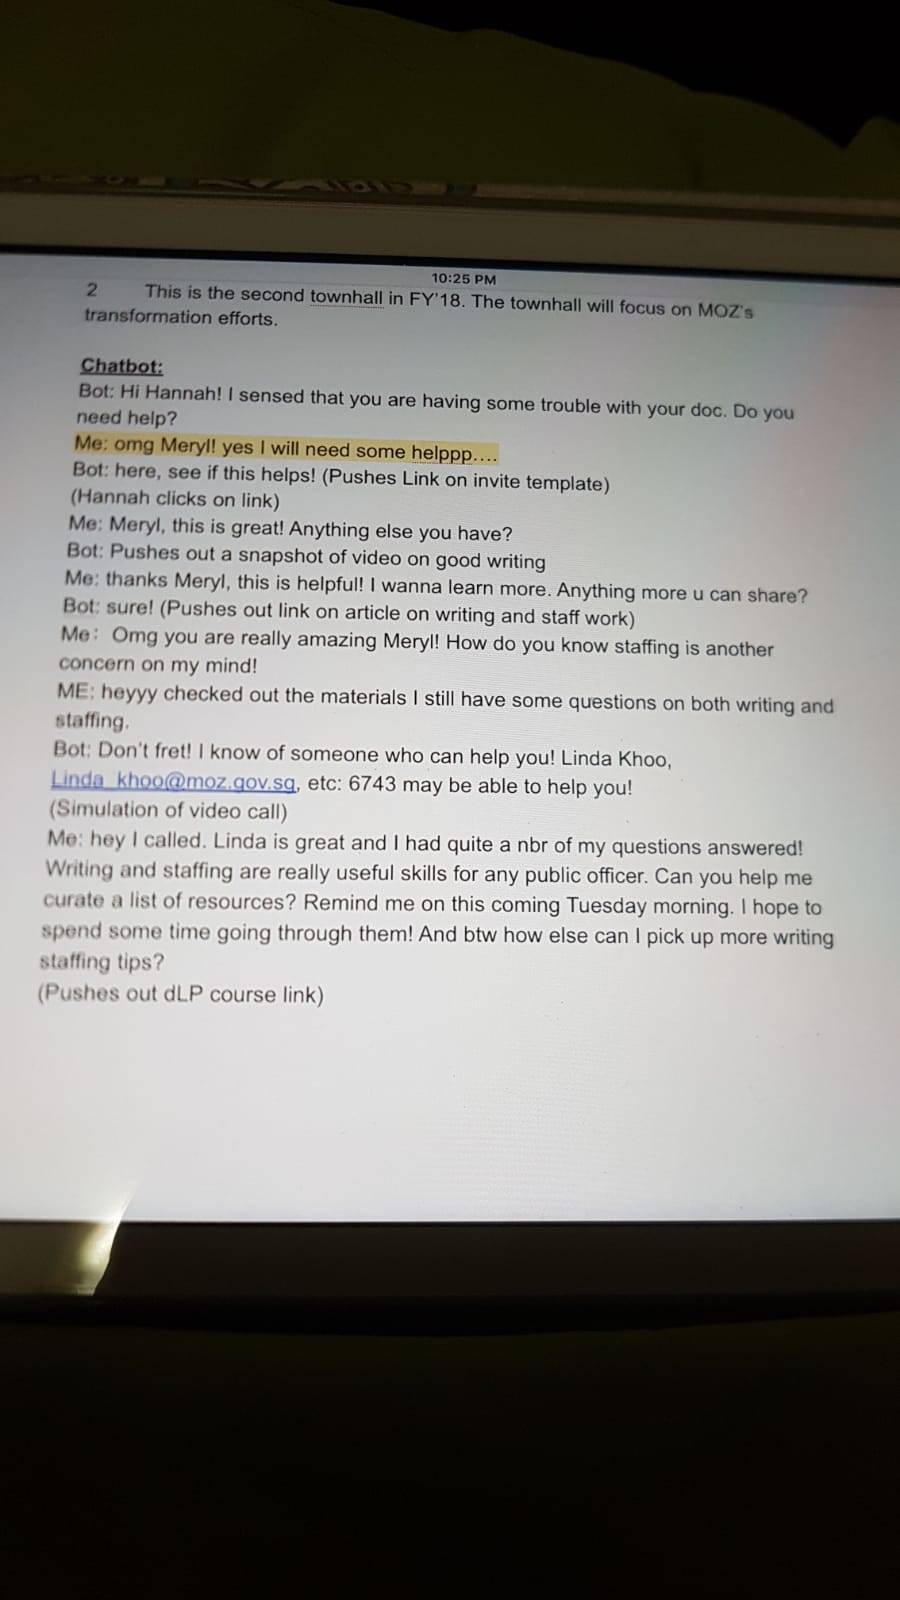 10:25 PM
2 This is the second townhall in FY'18. The townhall will focus on MOZ's
transformation efforts.
Chatbot:
Bot: Hi Hannah! I sensed that you are having some trouble with your doc. Do you
need help?
Me: omg Meryl! yes I will need some helppp....
Bot: here, see if this helps! (Pushes Link on invite template)
(Hannah clicks on link)
Me: Meryl, this is great! Anything else you have?
Bot: Pushes out a snapshot of video on good writing
Me: thanks Meryl, this is helpful! I wanna learn more. Anything more u can share?
Bot: sure! (Pushes out link on article on writing and staff work)
Me: Omg you are really amazing Meryl! How do you know staffing is another
concern on my mind!
ME: heyyy checked out the materials I still have some questions on both writing and
staffing.
Bot: Don't fret! I know of someone who can help you! Linda Khoo,
Linda_khoo@moz.gov.sg, etc: 6743 may be able to help you!
(Simulation of video call)
Me: hey I called. Linda is great and I had quite a nbr of my questions answered!
Writing and staffing are really useful skills for any public officer. Can you help me
curate a list of resources? Remind me on this coming Tuesday morning. I hope to
spend some time going through them! And btw how else can I pick up more writing
staffing tips?
(Pushes out dLP course link)